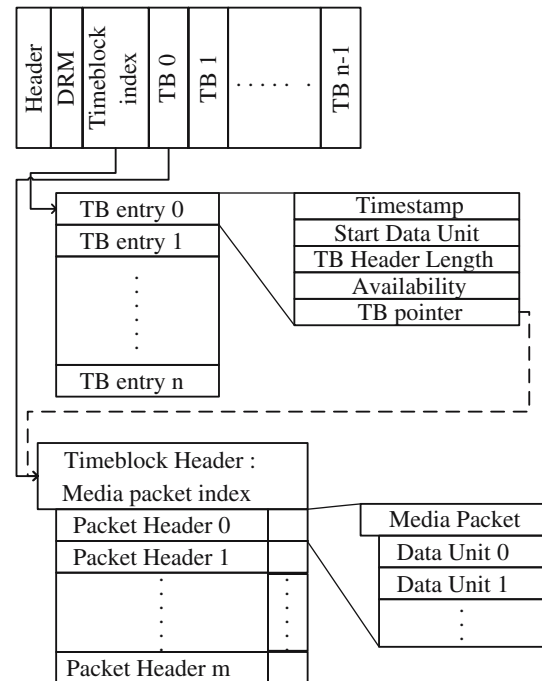 Header
DRM
Timeblock
index
TB 0
TB 1
. . . . . .
TB n-1
TB entry 0
TB entry 1
TB entry n
Timestamp
Start Data Unit
TB Header Length
Availability
TB pointer
Timeblock Header :
Media packet index
Packet Header 0
Packet Header 1
Packet Header m
Media Packet
Data Unit 0
Data Unit 1